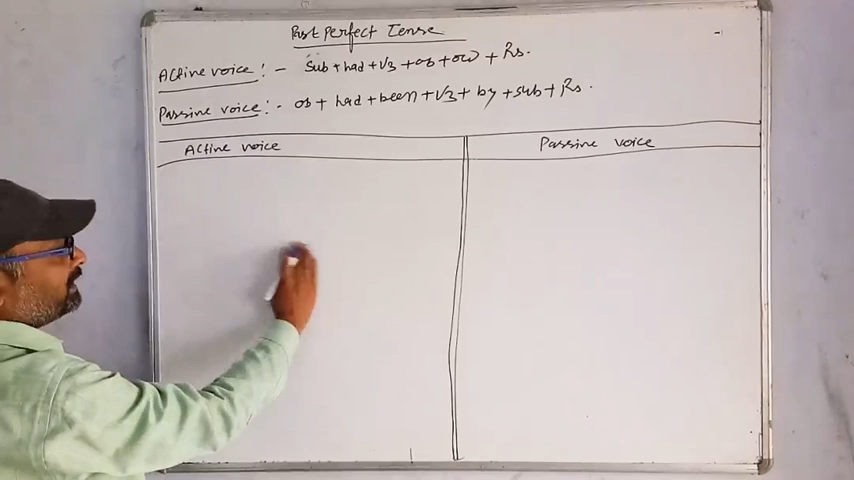 Past Perfect Tense
Active voice :- Sub + had + V3 + ob + ow + Rs.
Passive voice :- ob + had + been + V3 + by + sub + Rs.
Active voice
Passive voice